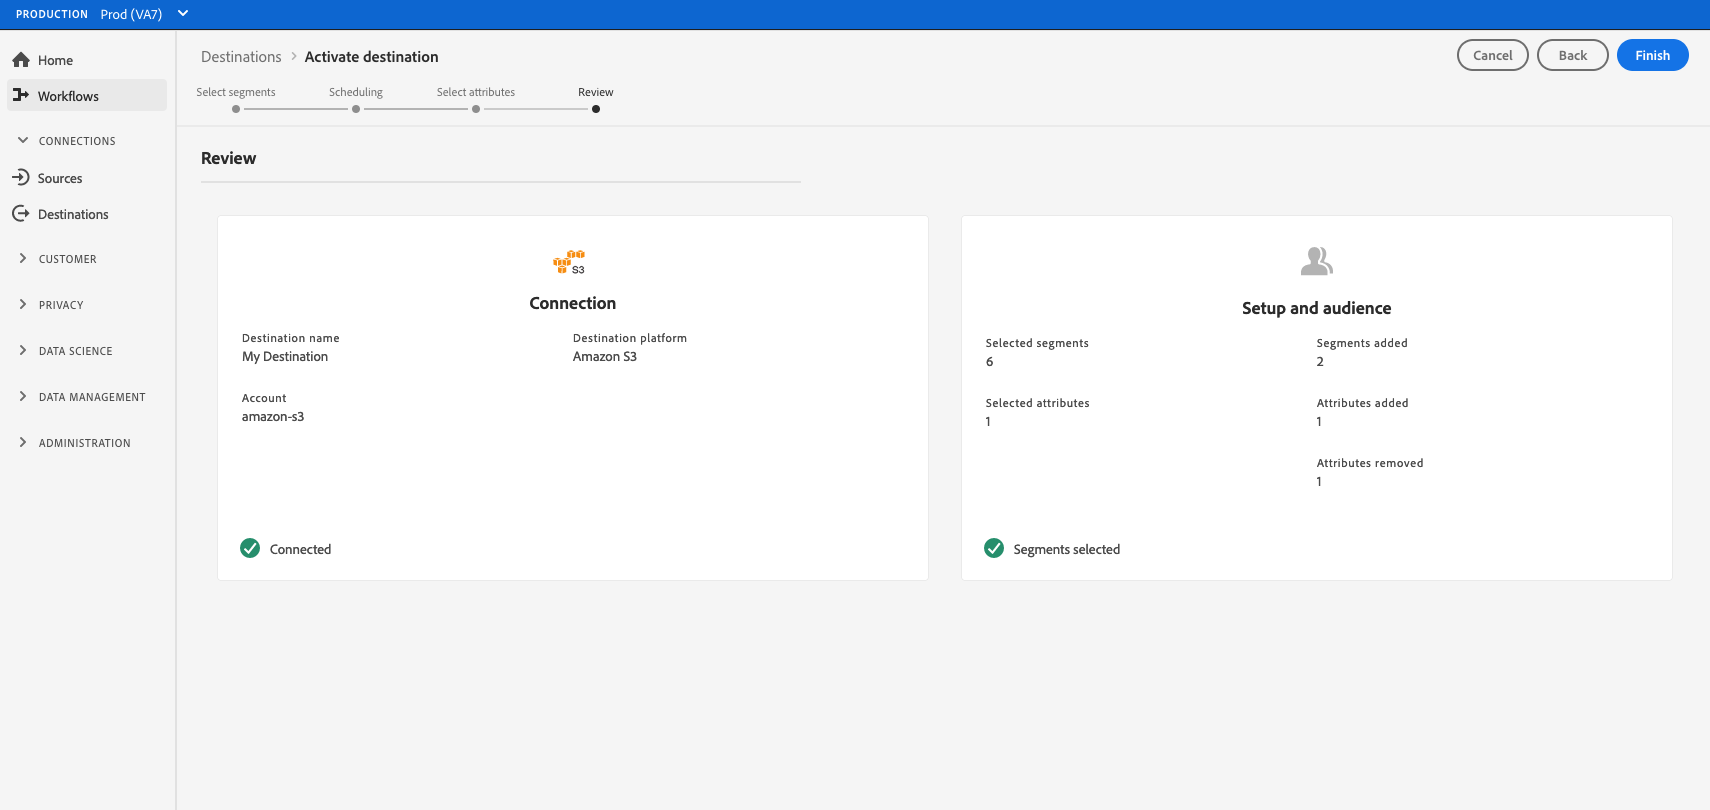 PRODUCTION Prod (VA7)
Home
Workflows
CONNECTIONS
Sources
Destinations
CUSTOMER
PRIVACY
DATA SCIENCE
DATA MANAGEMENT
ADMINISTRATION
Destinations > Activate destination
Cancel Back Finish
Select segments Scheduling Select attributes Review
Review
S3
Connection
Destination name Destination platform
My Destination Amazon S3
Account
amazon-s3
Connected
Setup and audience
Selected segments Segments added
6 2
Selected attributes Attributes added
1 1
Attributes removed
1
Segments selected